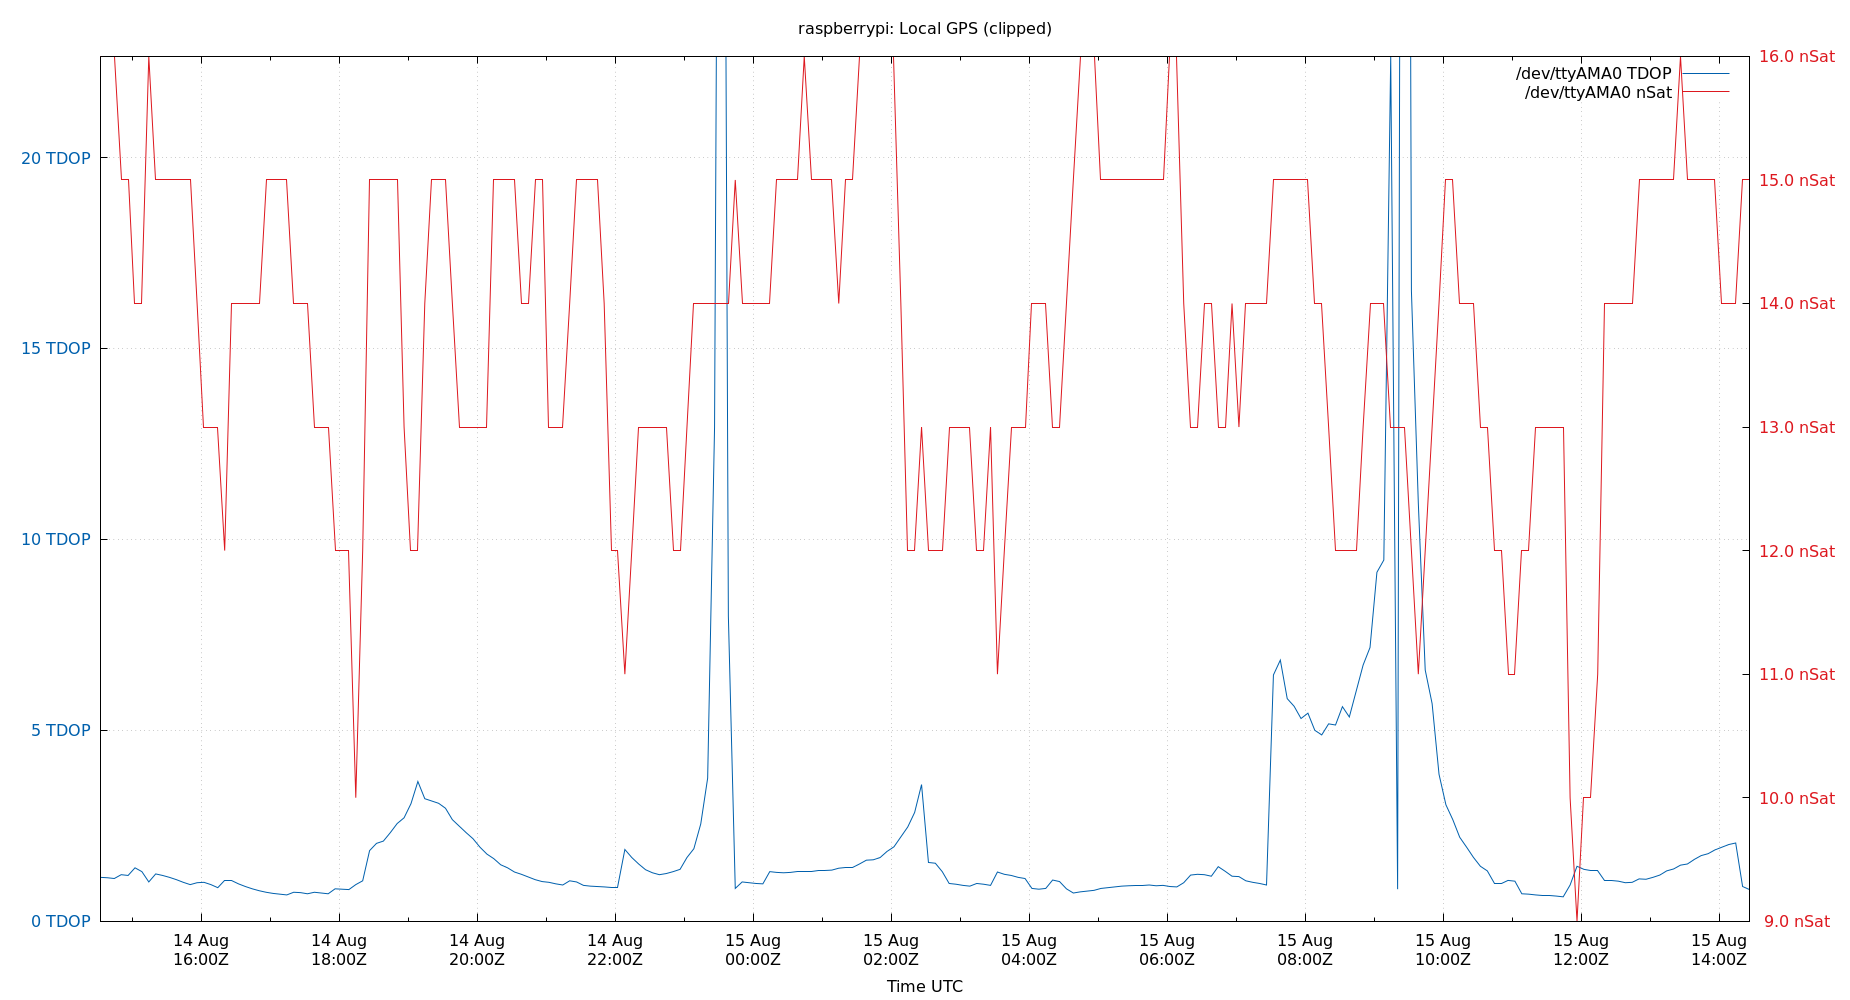 raspberrypi: Local GPS (clipped)
/dev/ttyAMA0 TDOP
/dev/ttyAMA0 nSat
20 TDOP
15 TDOP
10 TDOP
5 TDOP
0 TDOP
16.0 nSat
15.0 nSat
14.0 nSat
13.0 nSat
12.0 nSat
11.0 nSat
10.0 nSat
9.0 nSat
14 Aug 14 Aug 14 Aug 14 Aug 15 Aug 15 Aug 15 Aug 15 Aug 15 Aug 15 Aug 15 Aug 15 Aug
16:00Z 18:00Z 20:00Z 22:00Z 00:00Z 02:00Z 04:00Z 06:00Z 08:00Z 10:00Z 12:00Z 14:00Z
Time UTC